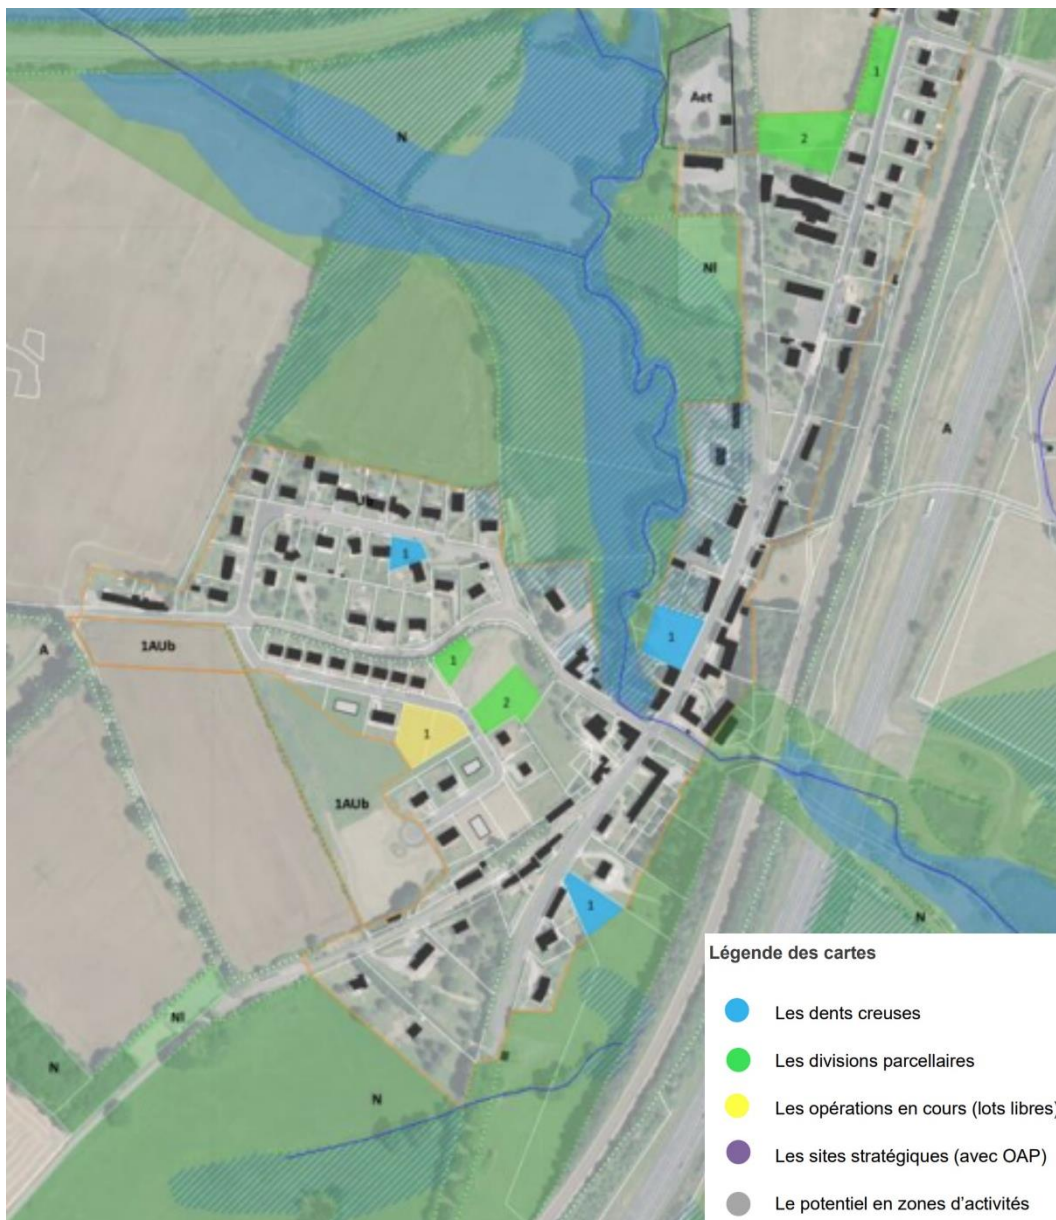 Aet
1
2
N
Nl
A
1
1
A
1AUb
1
1
2
1
1AUb
1
N
Nl
N
N
Légende des cartes
Les dents creuses
Les divisions parcellaires
Les opérations en cours (lots libres)
Les sites stratégiques (avec OAP)
Le potentiel en zones d'activités